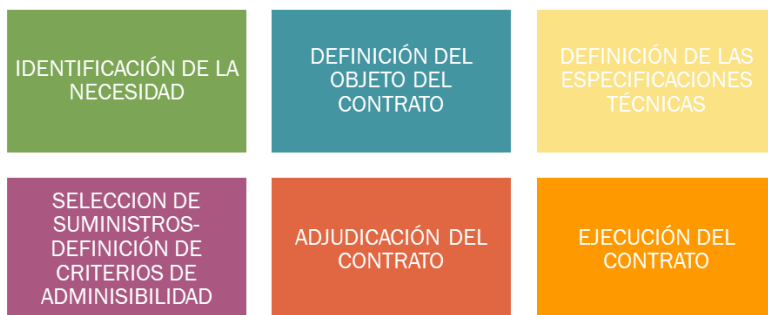 IDENTIFICACIÓN DE LA
NECESIDAD
DEFINICIÓN DEL
OBJETO DEL
CONTRATO
DEFINICIÓN DE LAS
ESPECIFICACIONES
TÉCNICAS
SELECCION DE
SUMINISTROS-
DEFINICIÓN DE
CRITERIOS DE
ADMINISIBILIDAD
ADJUDICACIÓN DEL
CONTRATO
EJECUCIÓN DEL
CONTRATO